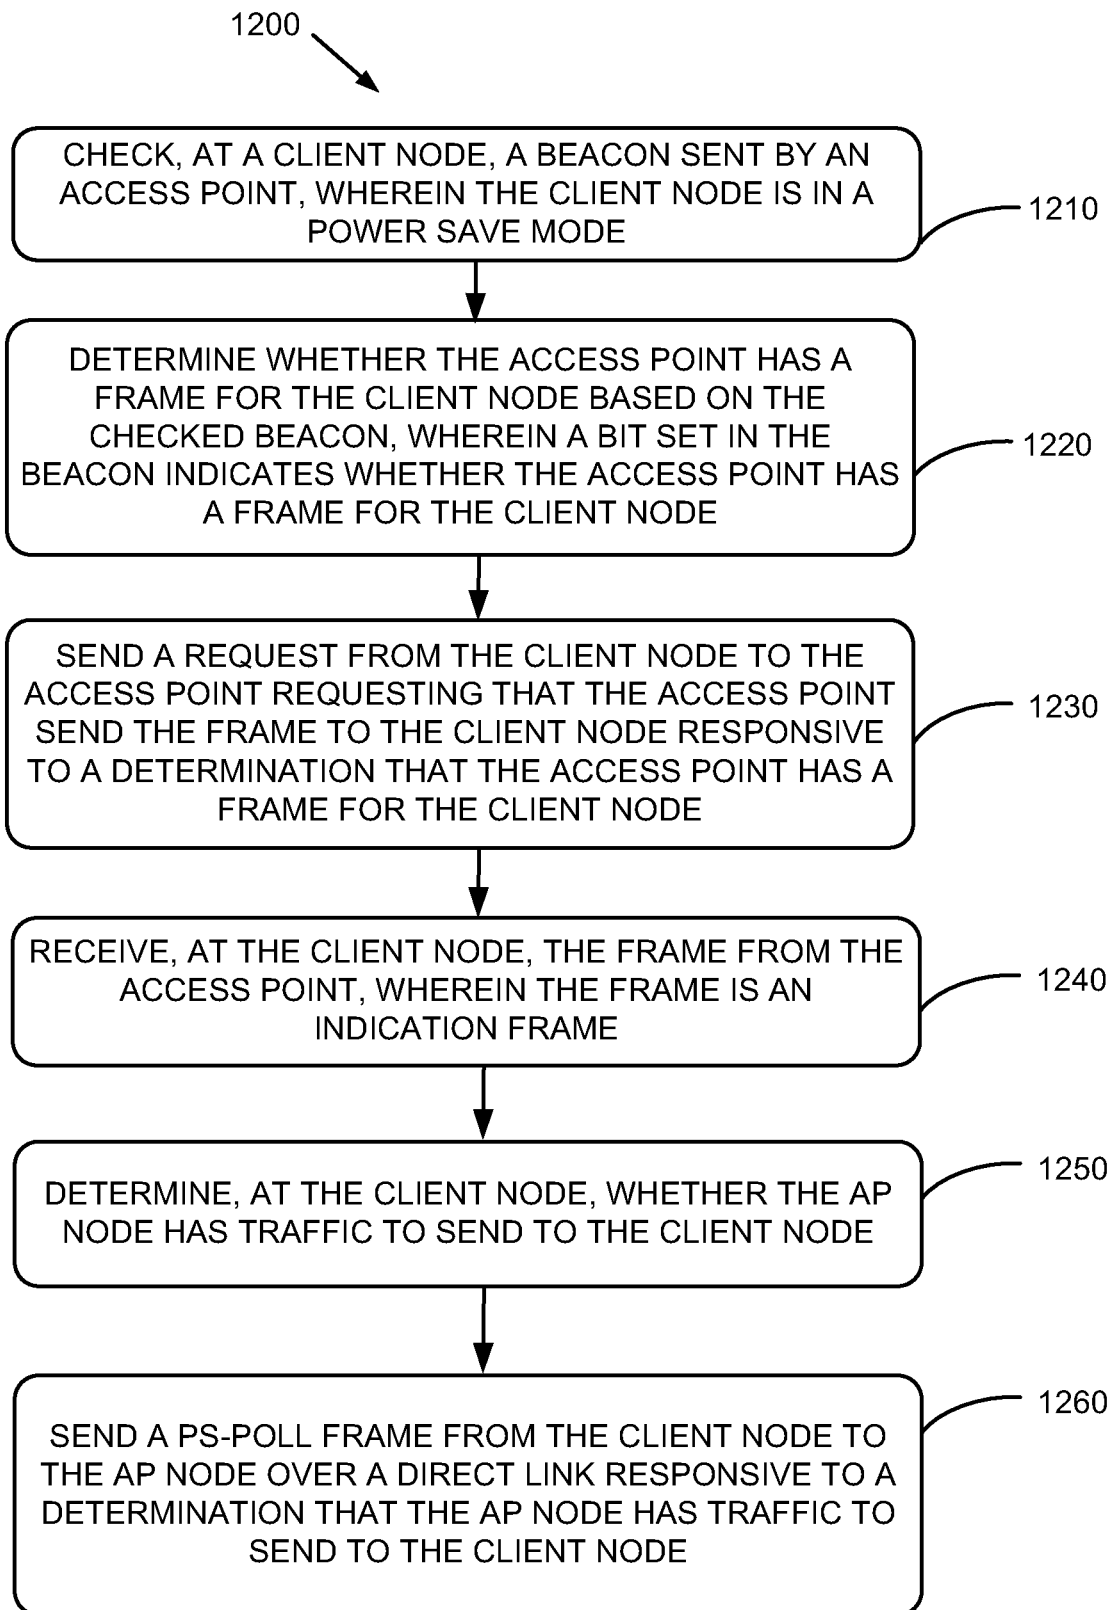 1200
CHECK, AT A CLIENT NODE, A BEACON SENT BY AN
ACCESS POINT, WHEREIN THE CLIENT NODE IS IN A
POWER SAVE MODE
1210
DETERMINE WHETHER THE ACCESS POINT HAS A
FRAME FOR THE CLIENT NODE BASED ON THE
CHECKED BEACON, WHEREIN A BIT SET IN THE
BEACON INDICATES WHETHER THE ACCESS POINT HAS
A FRAME FOR THE CLIENT NODE
1220
SEND A REQUEST FROM THE CLIENT NODE TO THE
ACCESS POINT REQUESTING THAT THE ACCESS POINT
SEND THE FRAME TO THE CLIENT NODE RESPONSIVE
TO A DETERMINATION THAT THE ACCESS POINT HAS A
FRAME FOR THE CLIENT NODE
1230
RECEIVE, AT THE CLIENT NODE, THE FRAME FROM THE
ACCESS POINT, WHEREIN THE FRAME IS AN
INDICATION FRAME
1240
DETERMINE, AT THE CLIENT NODE, WHETHER THE AP
NODE HAS TRAFFIC TO SEND TO THE CLIENT NODE
1250
SEND A PS-POLL FRAME FROM THE CLIENT NODE TO
THE AP NODE OVER A DIRECT LINK RESPONSIVE TO A
DETERMINATION THAT THE AP NODE HAS TRAFFIC TO
SEND TO THE CLIENT NODE
1260